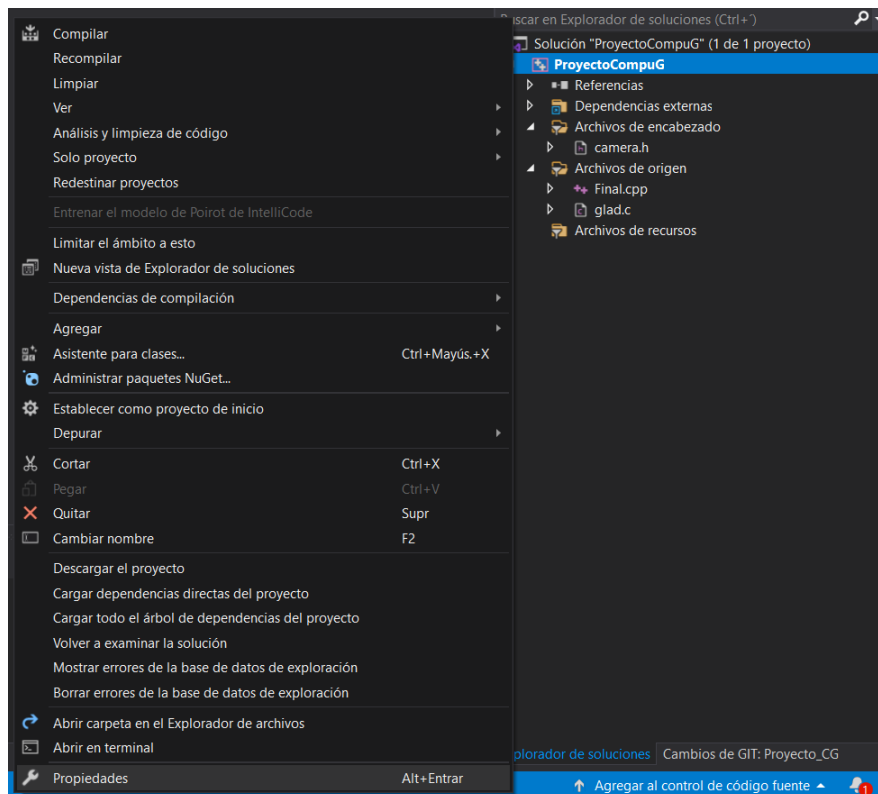 Compilar
Recompilar
Limpiar
Ver
Análisis y limpieza de código
Solo proyecto
Redestinar proyectos
Entrenar el modelo de Poirot de IntelliCode
Limitar el ámbito a esto
Nueva vista de Explorador de soluciones
Dependencias de compilación
Agregar
Asistente para clases... Ctrl+Mayús.+X
Administrar paquetes NuGet...
Establecer como proyecto de inicio
Depurar
Cortar Ctrl+X
Pegar Ctrl+V
Quitar Supr
Cambiar nombre F2
Descargar el proyecto
Cargar dependencias directas del proyecto
Cargar todo el árbol de dependencias del proyecto
Volver a examinar la solución
Mostrar errores de la base de datos de exploración
Borrar errores de la base de datos de exploración
Abrir carpeta en el Explorador de archivos
Abrir en terminal
Propiedades Alt+Entrar
scar en Explorador de soluciones (Ctrl+¨)
Solución "ProyectoCompuG" (1 de 1 proyecto)
ProyectoCompuG
Referencias
Dependencias externas
Archivos de encabezado
camera.h
Archivos de origen
Final.cpp
glad.c
Archivos de recursos
plorador de soluciones Cambios de GIT: Proyecto_CG
Agregar al control de código fuente
1